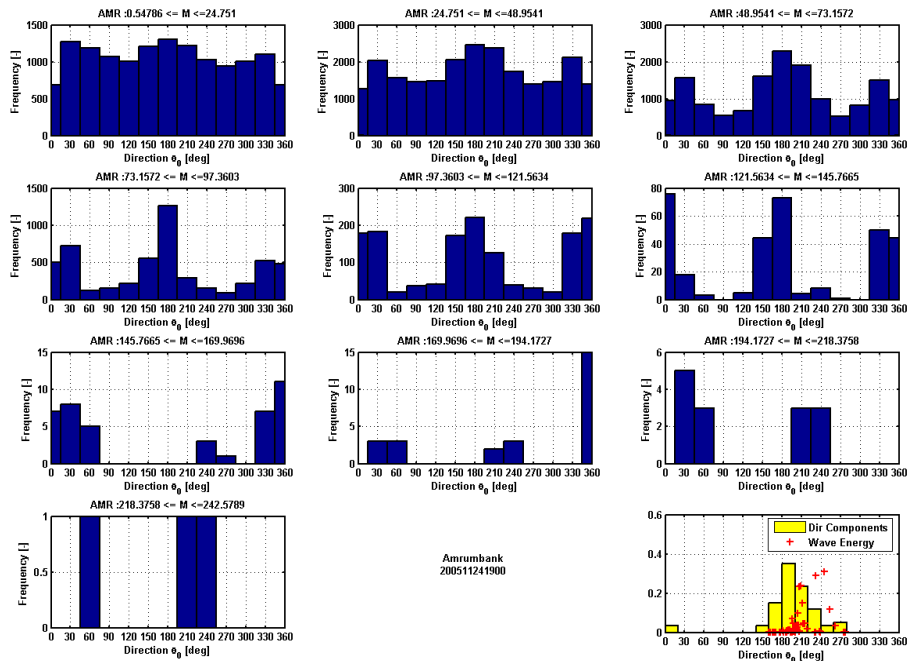 AMR :0.54786 <= M <=24.751
AMR :24.751 <= M <=48.9541
AMR :48.9541 <= M <=73.1572
1500
1000
500
0
Frequency [-]
0 30 60 90 120 150 180 210 240 270 300 330 360
Direction θ0 [deg]
3000
2000
1000
0
Frequency [-]
0 30 60 90 120 150 180 210 240 270 300 330 360
Direction θ0 [deg]
3000
2000
1000
0
Frequency [-]
0 30 60 90 120 150 180 210 240 270 300 330 360
Direction θ0 [deg]
AMR :73.1572 <= M <=97.3603
AMR :97.3603 <= M <=121.5634
AMR :121.5634 <= M <=145.7665
1500
1000
500
0
Frequency [-]
0 30 60 90 120 150 180 210 240 270 300 330 360
Direction θ0 [deg]
300
200
100
0
Frequency [-]
0 30 60 90 120 150 180 210 240 270 300 330 360
Direction θ0 [deg]
80
60
40
20
0
Frequency [-]
0 30 60 90 120 150 180 210 240 270 300 330 360
Direction θ0 [deg]
AMR :145.7665 <= M <=169.9696
AMR :169.9696 <= M <=194.1727
AMR :194.1727 <= M <=218.3758
15
10
5
0
Frequency [-]
0 30 60 90 120 150 180 210 240 270 300 330 360
Direction θ0 [deg]
15
10
5
0
Frequency [-]
0 30 60 90 120 150 180 210 240 270 300 330 360
Direction θ0 [deg]
6
4
2
0
Frequency [-]
0 30 60 90 120 150 180 210 240 270 300 330 360
Direction θ0 [deg]
AMR :218.3758 <= M <=242.5789
1
0.5
0
Frequency [-]
0 30 60 90 120 150 180 210 240 270 300 330 360
Direction θ0 [deg]
Amrumbank
200511241900
0.6
0.4
0.2
0
Dir Components
Wave Energy
0 30 60 90 120 150 180 210 240 270 300 330 360